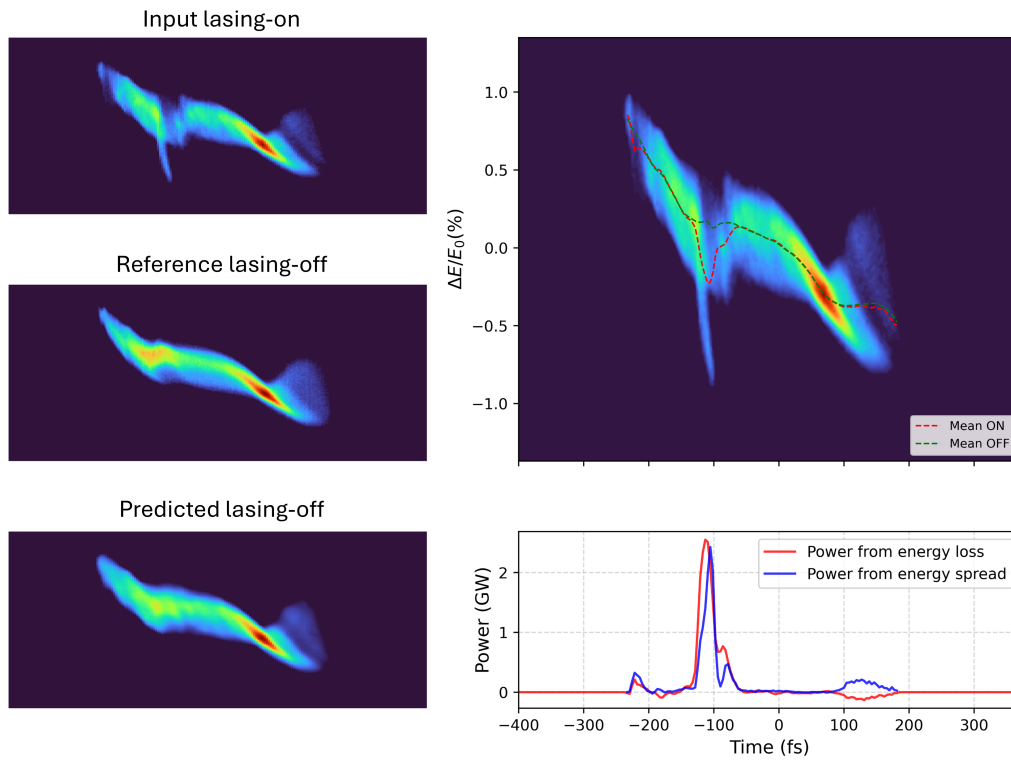 Input lasing-on
Reference lasing-off
Predicted lasing-off
ΔE/E₀(%)
1.0
0.5
0.0
−0.5
−1.0
Mean ON
Mean OFF
Power (GW)
2
1
0
Power from energy loss
Power from energy spread
−400 −300 −200 −100 0 100 200 300
Time (fs)